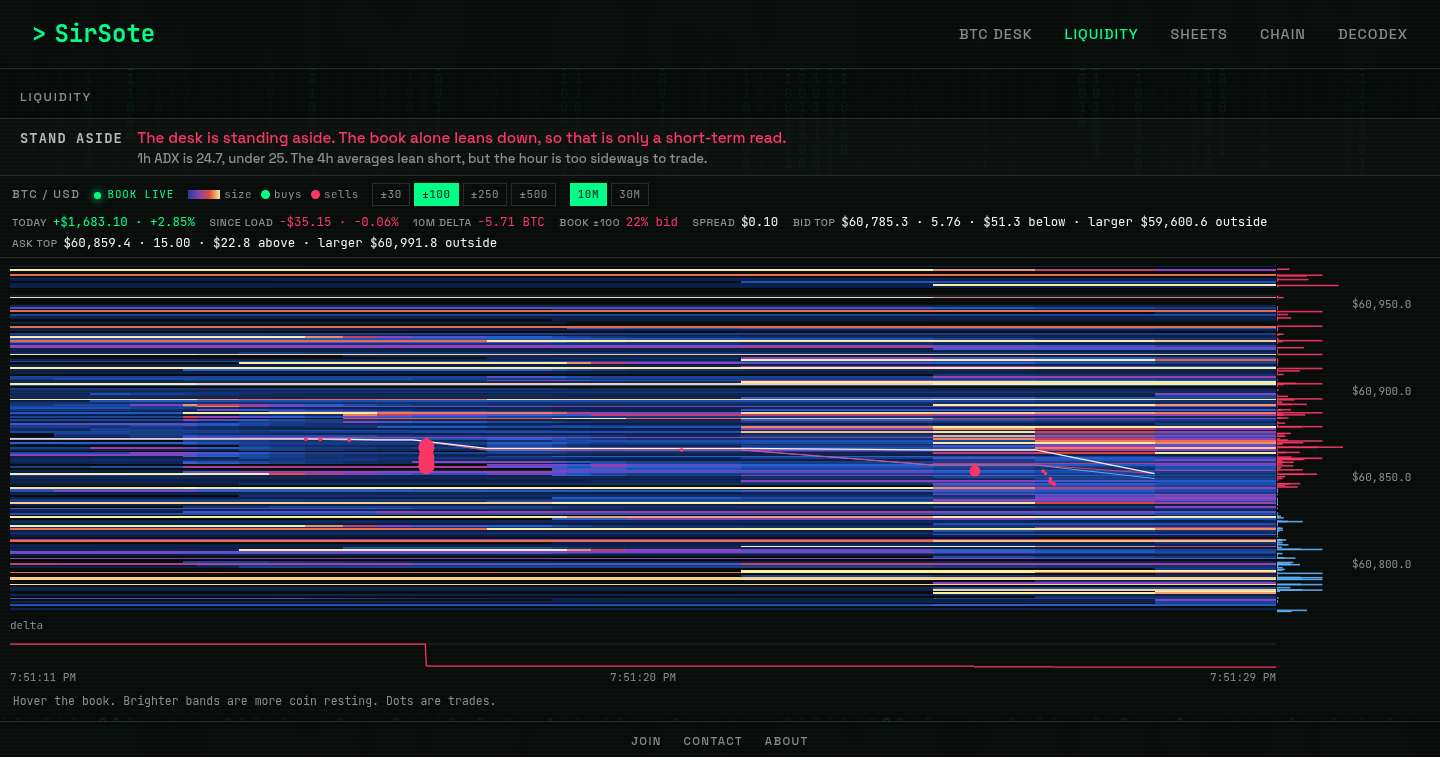 > SirSote
BTC DESK LIQUIDITY SHEETS CHAIN DECODEX
LIQUIDITY
STAND ASIDE The desk is standing aside. The book alone leans down, so that is only a short-term read.
1h ADX is 24.7, under 25. The 4h averages lean short, but the hour is too sideways to trade.
BTC / USD BOOK LIVE size buys sells ±30 ±100 ±250 ±500 10M 30M
TODAY +$1,683.10 · +2.85% SINCE LOAD -$35.15 · -0.06% 10M DELTA -5.71 BTC BOOK ±100 22% bid SPREAD $0.10 BID TOP $60,785.3 · 5.76 · $51.3 below · larger $59,600.6 outside
ASK TOP $60,859.4 · 15.00 · $22.8 above · larger $60,991.8 outside
$60,950.0
$60,900.0
$60,850.0
$60,800.0
delta
7:51:11 PM 7:51:20 PM 7:51:29 PM
Hover the book. Brighter bands are more coin resting. Dots are trades.
JOIN CONTACT ABOUT